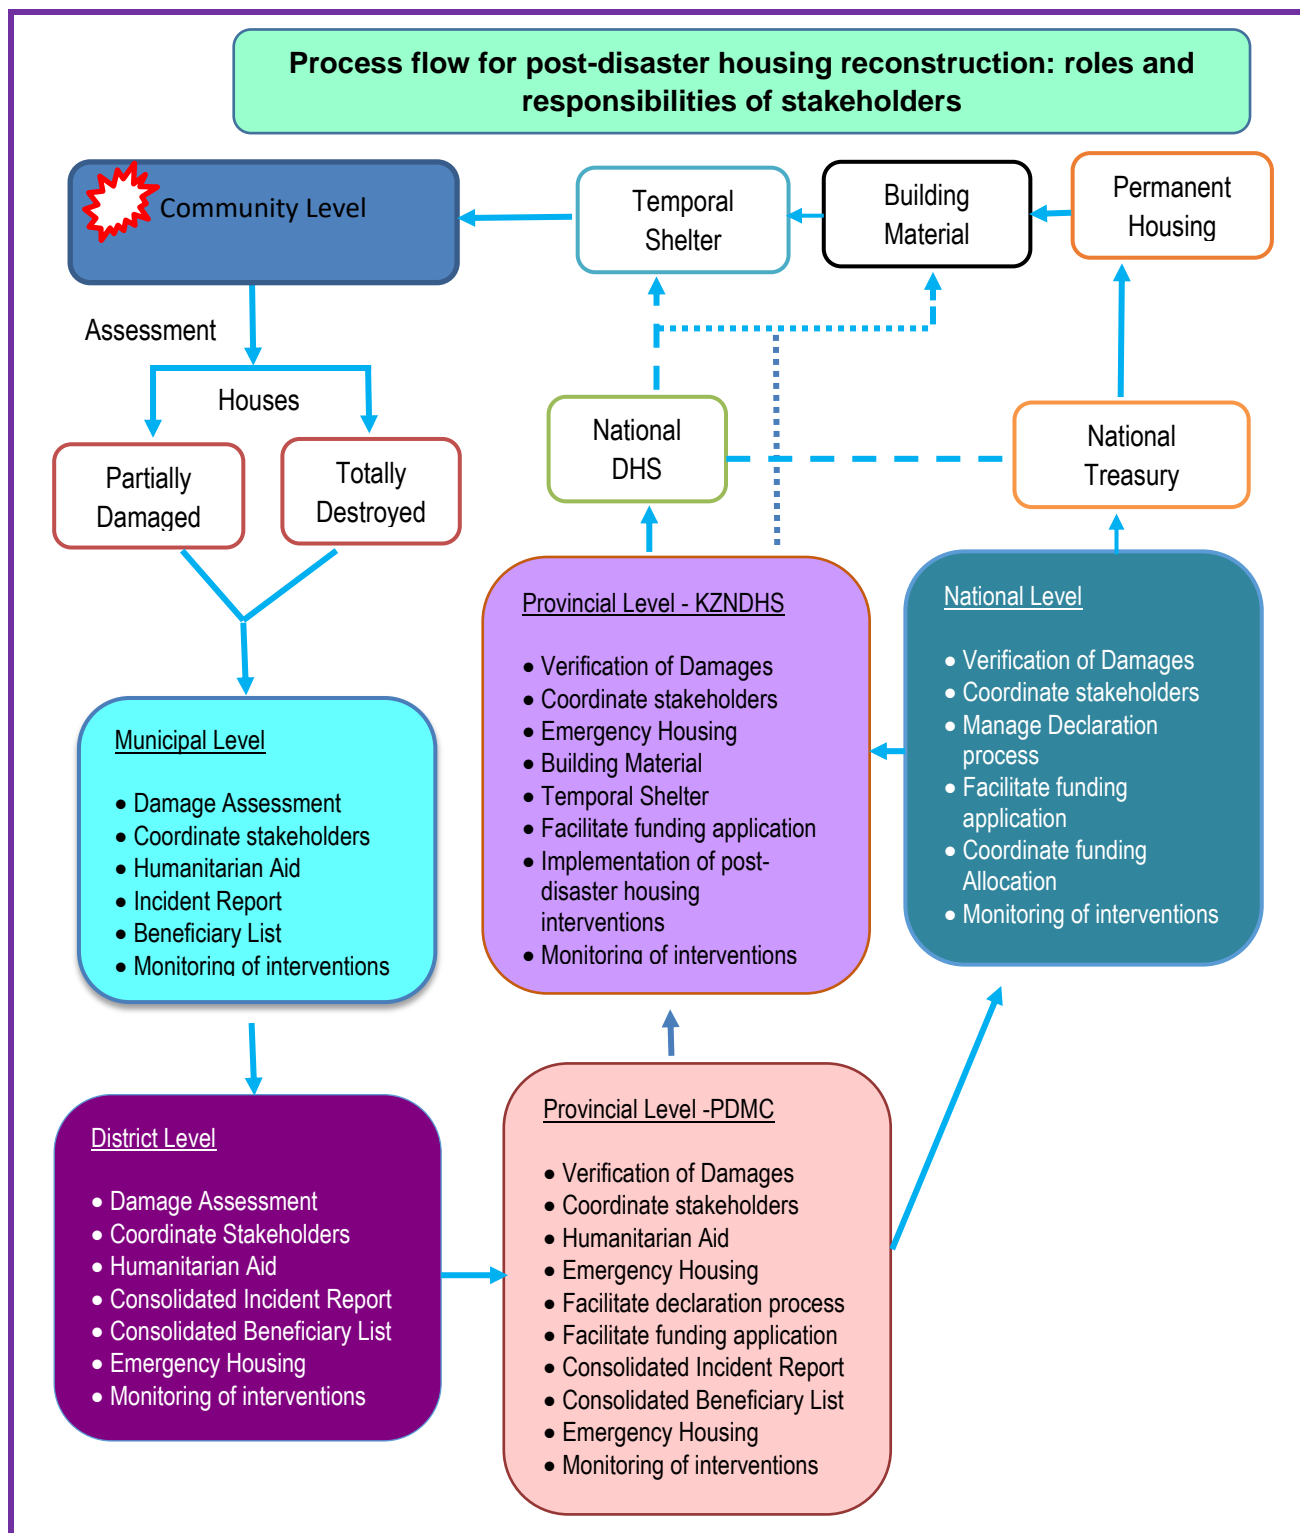 Process flow for post-disaster housing reconstruction: roles and
responsibilities of stakeholders
Community Level
Temporal
Shelter
Building
Material
Permanent
Housing
Assessment
Houses
Partially
Damaged
Totally
Destroyed
National
DHS
National
Treasury
Municipal Level
• Damage Assessment
• Coordinate stakeholders
• Humanitarian Aid
• Incident Report
• Beneficiary List
• Monitoring of interventions
Provincial Level - KZNDHS
• Verification of Damages
• Coordinate stakeholders
• Emergency Housing
• Building Material
• Temporal Shelter
• Facilitate funding application
• Implementation of post-
disaster housing
interventions
• Monitoring of interventions
National Level
• Verification of Damages
• Coordinate stakeholders
• Manage Declaration
process
• Facilitate funding
application
• Coordinate funding
Allocation
• Monitoring of interventions
District Level
• Damage Assessment
• Coordinate Stakeholders
• Humanitarian Aid
• Consolidated Incident Report
• Consolidated Beneficiary List
• Emergency Housing
• Monitoring of interventions
Provincial Level -PDMC
• Verification of Damages
• Coordinate stakeholders
• Humanitarian Aid
• Emergency Housing
• Facilitate declaration process
• Facilitate funding application
• Consolidated Incident Report
• Consolidated Beneficiary List
• Emergency Housing
• Monitoring of interventions